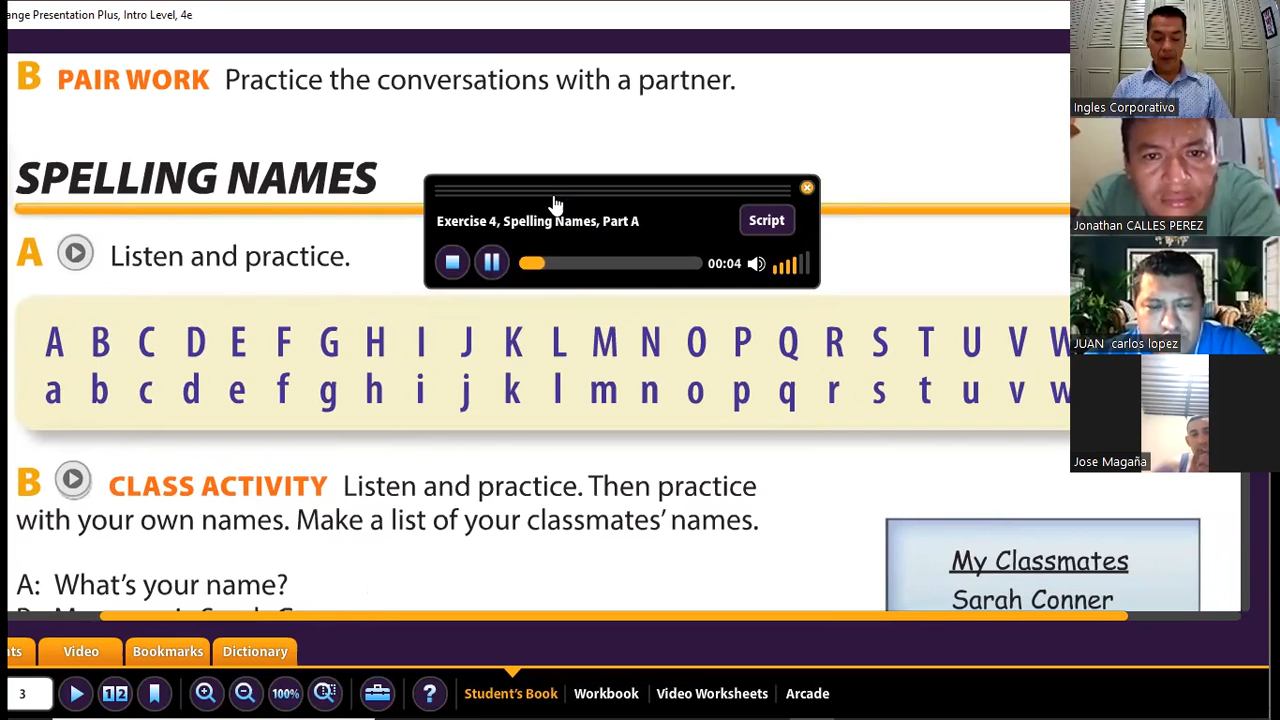 ange Presentation Plus, Intro Level, 4e
B PAIR WORK Practice the conversations with a partner.
SPELLING NAMES
Exercise 4, Spelling Names, Part A
Script
00:04
A Listen and practice.
A B C D E F G H I J K L M N O P Q R S T U V W
a b c d e f g h i j k l m n o p q r s t u v w
B CLASS ACTIVITY Listen and practice. Then practice
with your own names. Make a list of your classmates' names.
A: What's your name?
My Classmates
Sarah Conner
Ingles Corporativo
Jonathan CALLES PEREZ
JUAN carlos lopez
Jose Magaña
ts Video Bookmarks Dictionary
3 1 2 100% ? Student's Book Workbook Video Worksheets Arcade